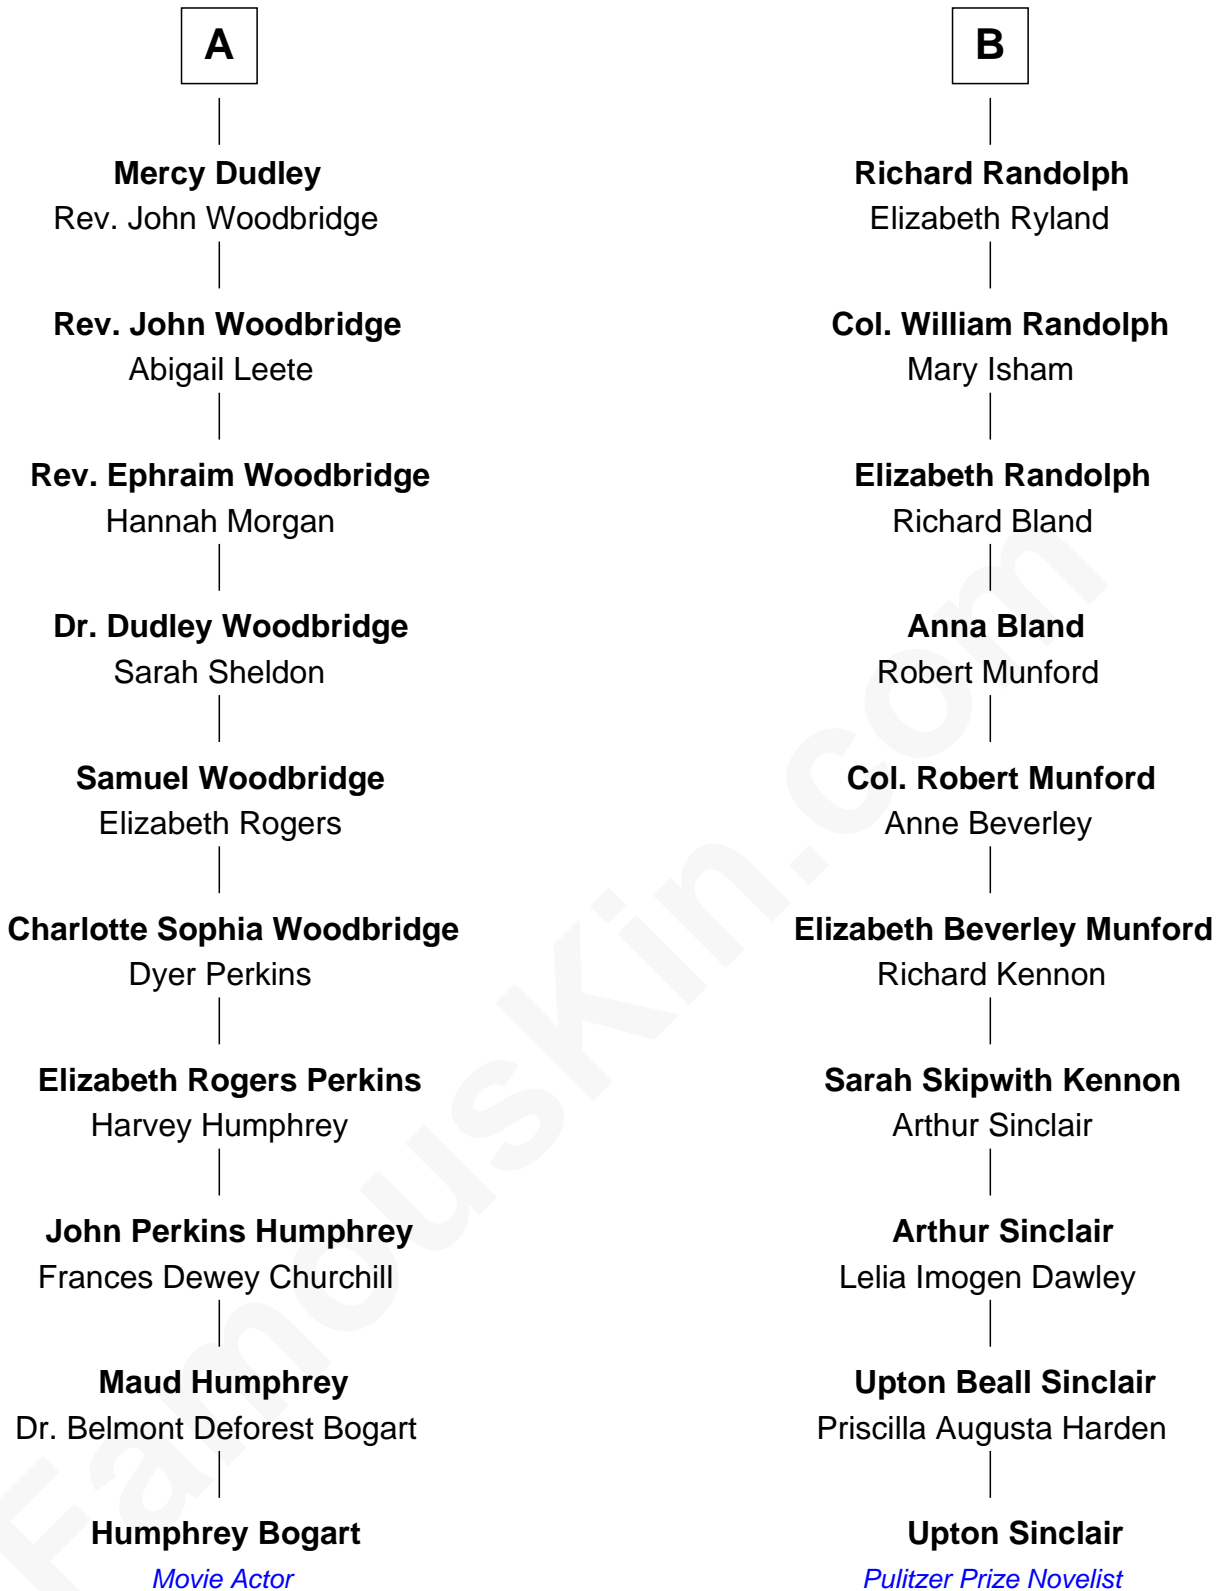 A
Mercy Dudley
Rev. John Woodbridge
Rev. John Woodbridge
Abigail Leete
Rev. Ephraim Woodbridge
Hannah Morgan
Dr. Dudley Woodbridge
Sarah Sheldon
Samuel Woodbridge
Elizabeth Rogers
Charlotte Sophia Woodbridge
Dyer Perkins
Elizabeth Rogers Perkins
Harvey Humphrey
John Perkins Humphrey
Frances Dewey Churchill
Maud Humphrey
Dr. Belmont Deforest Bogart
Humphrey Bogart
Movie Actor
B
Richard Randolph
Elizabeth Ryland
Col. William Randolph
Mary Isham
Elizabeth Randolph
Richard Bland
Anna Bland
Robert Munford
Col. Robert Munford
Anne Beverley
Elizabeth Beverley Munford
Richard Kennon
Sarah Skipwith Kennon
Arthur Sinclair
Arthur Sinclair
Lelia Imogen Dawley
Upton Beall Sinclair
Priscilla Augusta Harden
Upton Sinclair
Pulitzer Prize Novelist
FamousKin.com